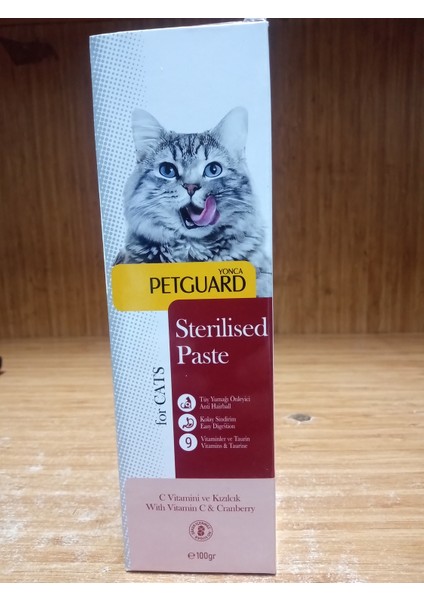 YONCA
PETGUARD
for CATS
Sterilised
Paste
Tüy Yumağı Önleyici
Anti Hairball
Kolay Sindirim
Easy Digestion
9
Vitaminler ve Taurin
Vitamins & Taurine
C Vitamini ve Kızılcık
With Vitamin C & Cranberry
e 100gr